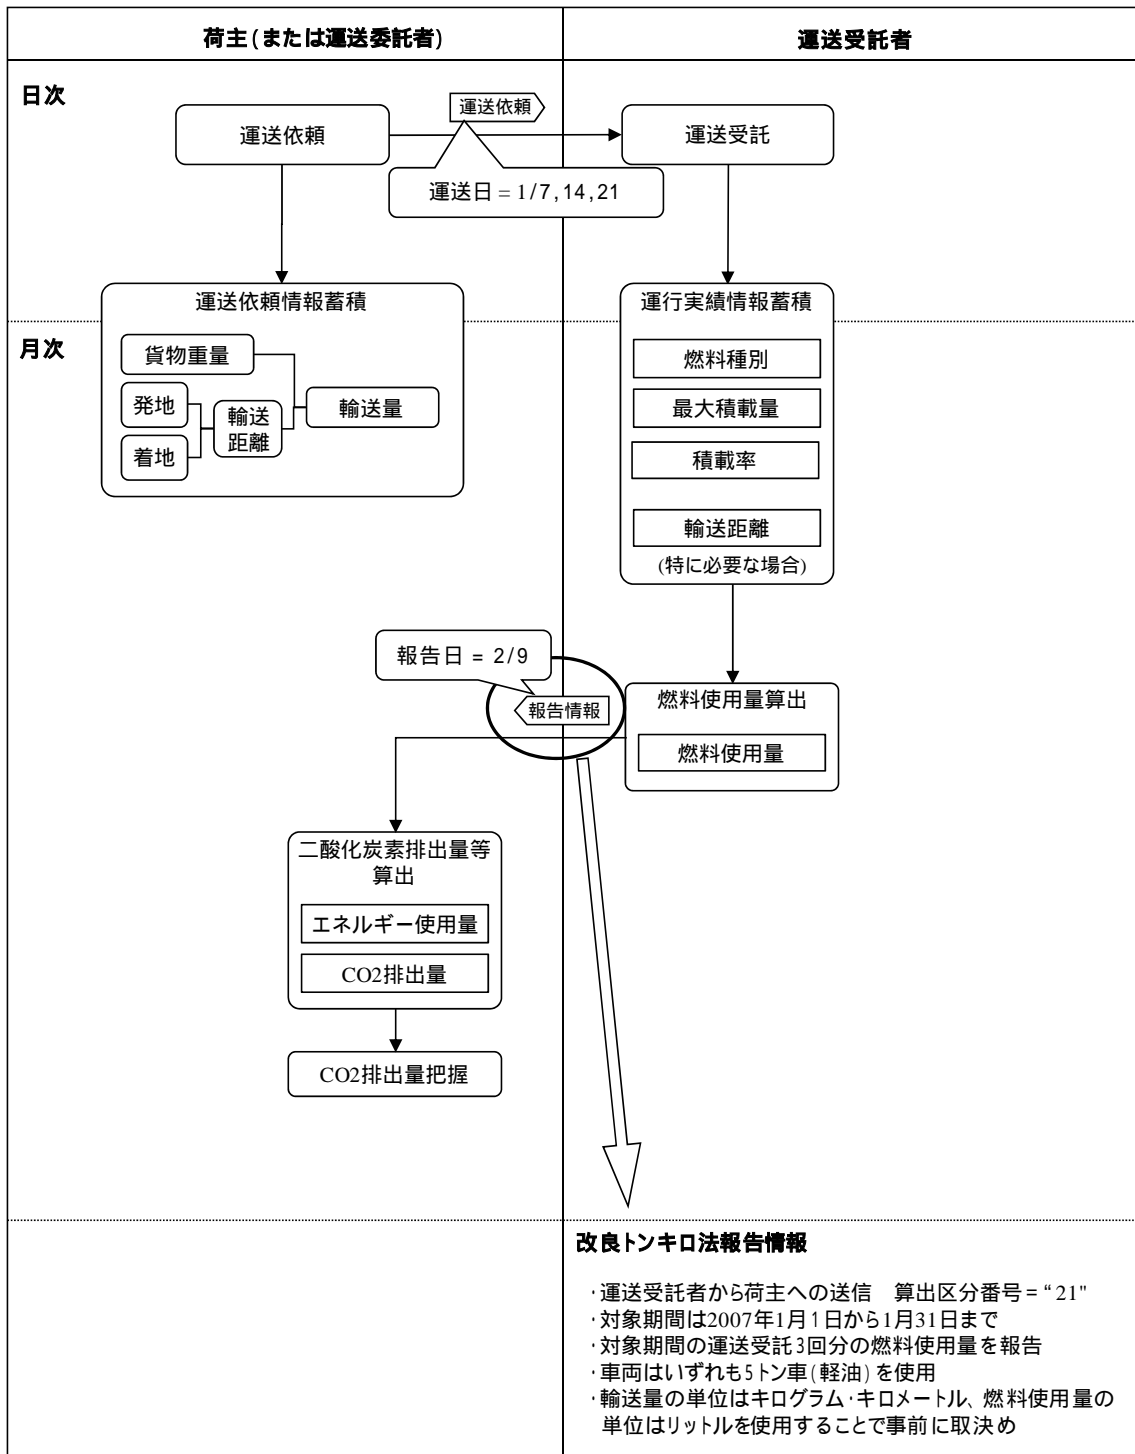 荷主(または運送委託者)
運送受託者
日次
運送依頼
運送依頼
運送受託
運送日 = 1/7,14,21
運送依頼情報蓄積
運行実績情報蓄積
月次
貨物重量
発地
着地
輸送
距離
輸送量
燃料種別
最大積載量
積載率
輸送距離
(特に必要な場合)
報告日 = 2/9
報告情報
燃料使用量算出
燃料使用量
二酸化炭素排出量等
算出
エネルギー使用量
CO2排出量
CO2排出量把握
改良トンキロ法報告情報
・運送受託者から荷主への送信　算出区分番号="21"
・対象期間は2007年1月1日から1月31日まで
・対象期間の運送受託3回分の燃料使用量を報告
・車両はいずれも5トン車(軽油)を使用
・輸送量の単位はキログラム・キロメートル、燃料使用量の
単位はリットルを使用することで事前に取決め